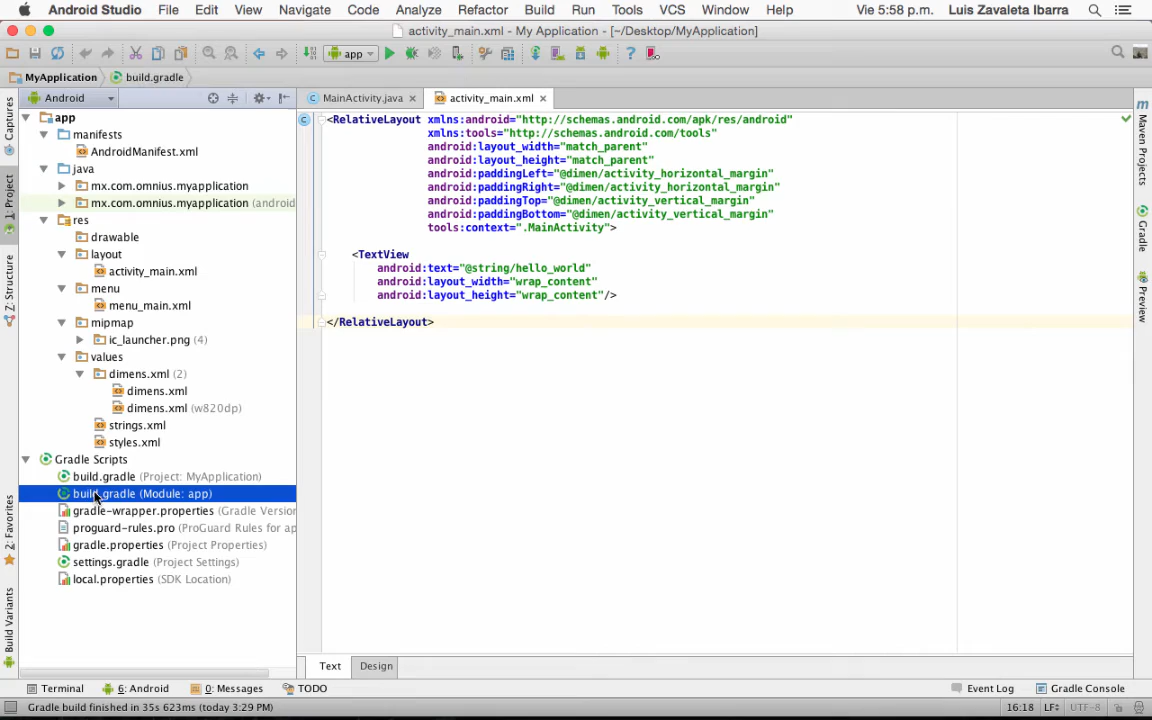 Android Studio File Edit View Navigate Code Analyze Refactor Build Run Tools VCS Window Help Vie 5:58 p.m. Luis Zavaleta Ibarra
activity_main.xml - My Application - [~/Desktop/MyApplication]
app
MyApplication build.gradle
Android
MainActivity.java activity_main.xml
Captures
1: Project
Z: Structure
2: Favorites
Build Variants
app
manifests
AndroidManifest.xml
java
mx.com.omnius.myapplication
mx.com.omnius.myapplication (android
res
drawable
layout
activity_main.xml
menu
menu_main.xml
mipmap
ic_launcher.png (4)
values
dimens.xml (2)
dimens.xml
dimens.xml (w820dp)
strings.xml
styles.xml
Gradle Scripts
build.gradle (Project: MyApplication)
build.gradle (Module: app)
gradle-wrapper.properties (Gradle Version
proguard-rules.pro (ProGuard Rules for ap
gradle.properties (Project Properties)
settings.gradle (Project Settings)
local.properties (SDK Location)
<RelativeLayout xmlns:android="http://schemas.android.com/apk/res/android"
xmlns:tools="http://schemas.android.com/tools"
android:layout_width="match_parent"
android:layout_height="match_parent"
android:paddingLeft="@dimen/activity_horizontal_margin"
android:paddingRight="@dimen/activity_horizontal_margin"
android:paddingTop="@dimen/activity_vertical_margin"
android:paddingBottom="@dimen/activity_vertical_margin"
tools:context=".MainActivity">
<TextView
android:text="@string/hello_world"
android:layout_width="wrap_content"
android:layout_height="wrap_content"/>
</RelativeLayout>
m
Maven Projects
Gradle
Preview
Text Design
Terminal 6: Android 0: Messages TODO Event Log Gradle Console
Gradle build finished in 35s 623ms (today 3:29 PM) 16:18 LF÷ UTF-8